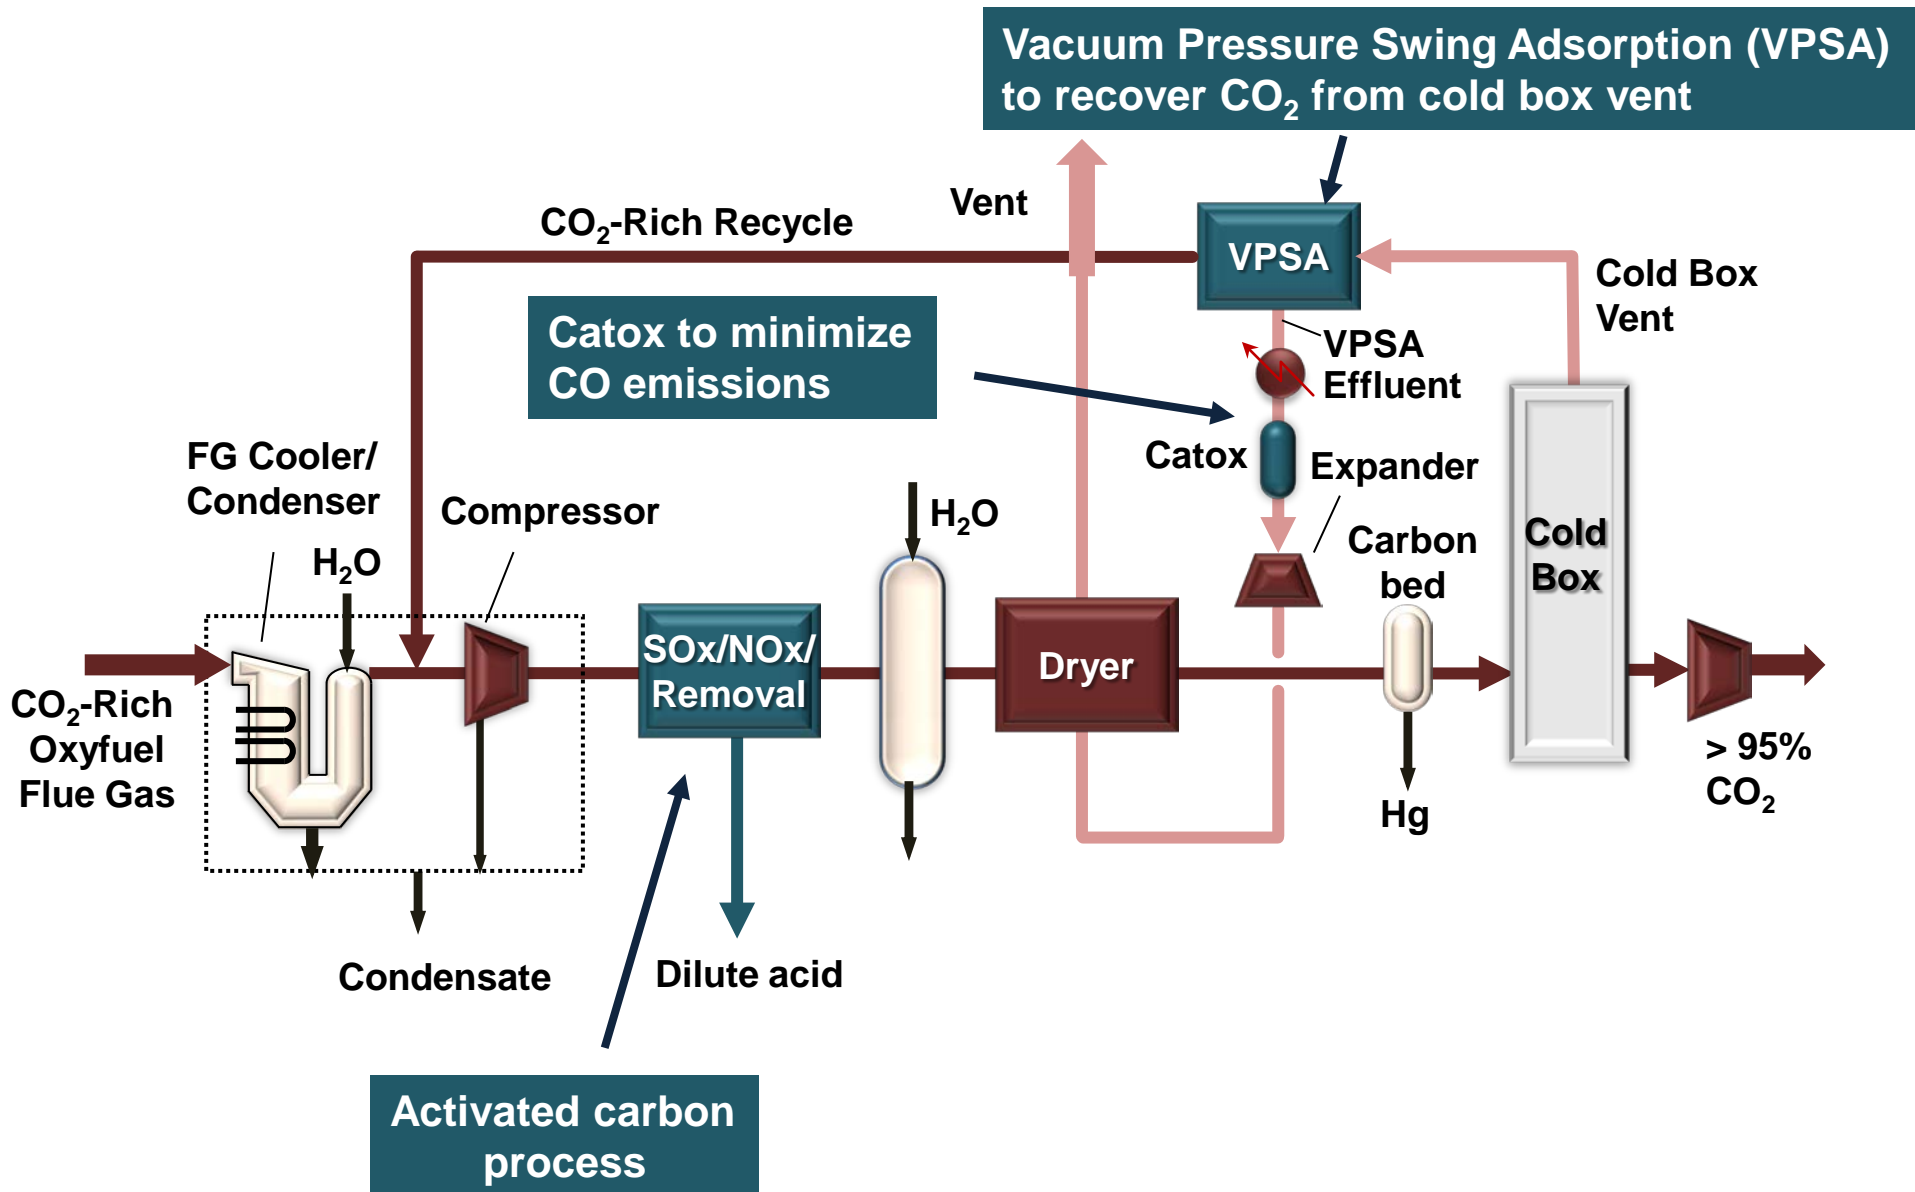 Vacuum Pressure Swing Adsorption (VPSA)
to recover CO₂ from cold box vent
Vent
CO₂-Rich Recycle
VPSA
Cold Box
Vent
Catox to minimize
CO emissions
VPSA
Effluent
FG Cooler/
Condenser
Compressor
Catox
Expander
H₂O
H₂O
Carbon
bed
Cold
Box
SOx/NOx/
Removal
Dryer
CO₂-Rich
Oxyfuel
Flue Gas
> 95%
CO₂
Hg
Condensate
Dilute acid
Activated carbon
process